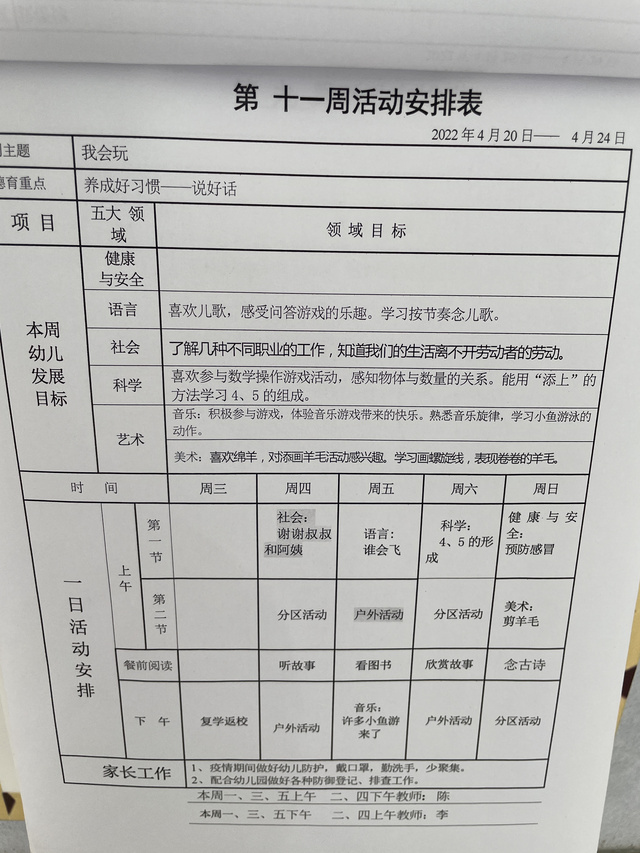 第 十一周活动安排表
2022年4月20日—— 4月24日
主题 我会玩
德育重点 养成好习惯——说好话
项 目 五大 领域 领 域 目 标
本周幼儿发展目标
健康与安全
语言 喜欢儿歌，感受问答游戏的乐趣。学习按节奏念儿歌。
社会 了解几种不同职业的工作，知道我们的生活离不开劳动者的劳动。
科学 喜欢参与数学操作游戏活动，感知物体与数量的关系。能用“添上”的
方法学习4、5的组成。
艺术 音乐：积极参与游戏，体验音乐游戏带来的快乐。熟悉音乐旋律，学习小鱼游泳的
动作。
美术：喜欢绵羊，对添画羊毛活动感兴趣。学习画螺旋线，表现卷卷的羊毛。
时 间 周三 周四 周五 周六 周日
一日活动安排
上午
第一节
社会：
谢谢叔叔
和阿姨
语言：
谁会飞
科学：
4、5的形
成
健 康 与 安
全：
预防感冒
第二节
分区活动 户外活动 分区活动
美术：
剪羊毛
餐前阅读 听故事 看图书 欣赏故事 念古诗
下 午 复学返校 户外活动
音乐：
许多小鱼游
来了
户外活动 分区活动
家长工作
1、疫情期间做好幼儿防护，戴口罩，勤洗手，少聚集。
2、配合幼儿园做好各种防御登记、排查工作。
本周一、三、五上午 二、四下午教师：陈
本周一、三、五下午 二、四上午教师：李